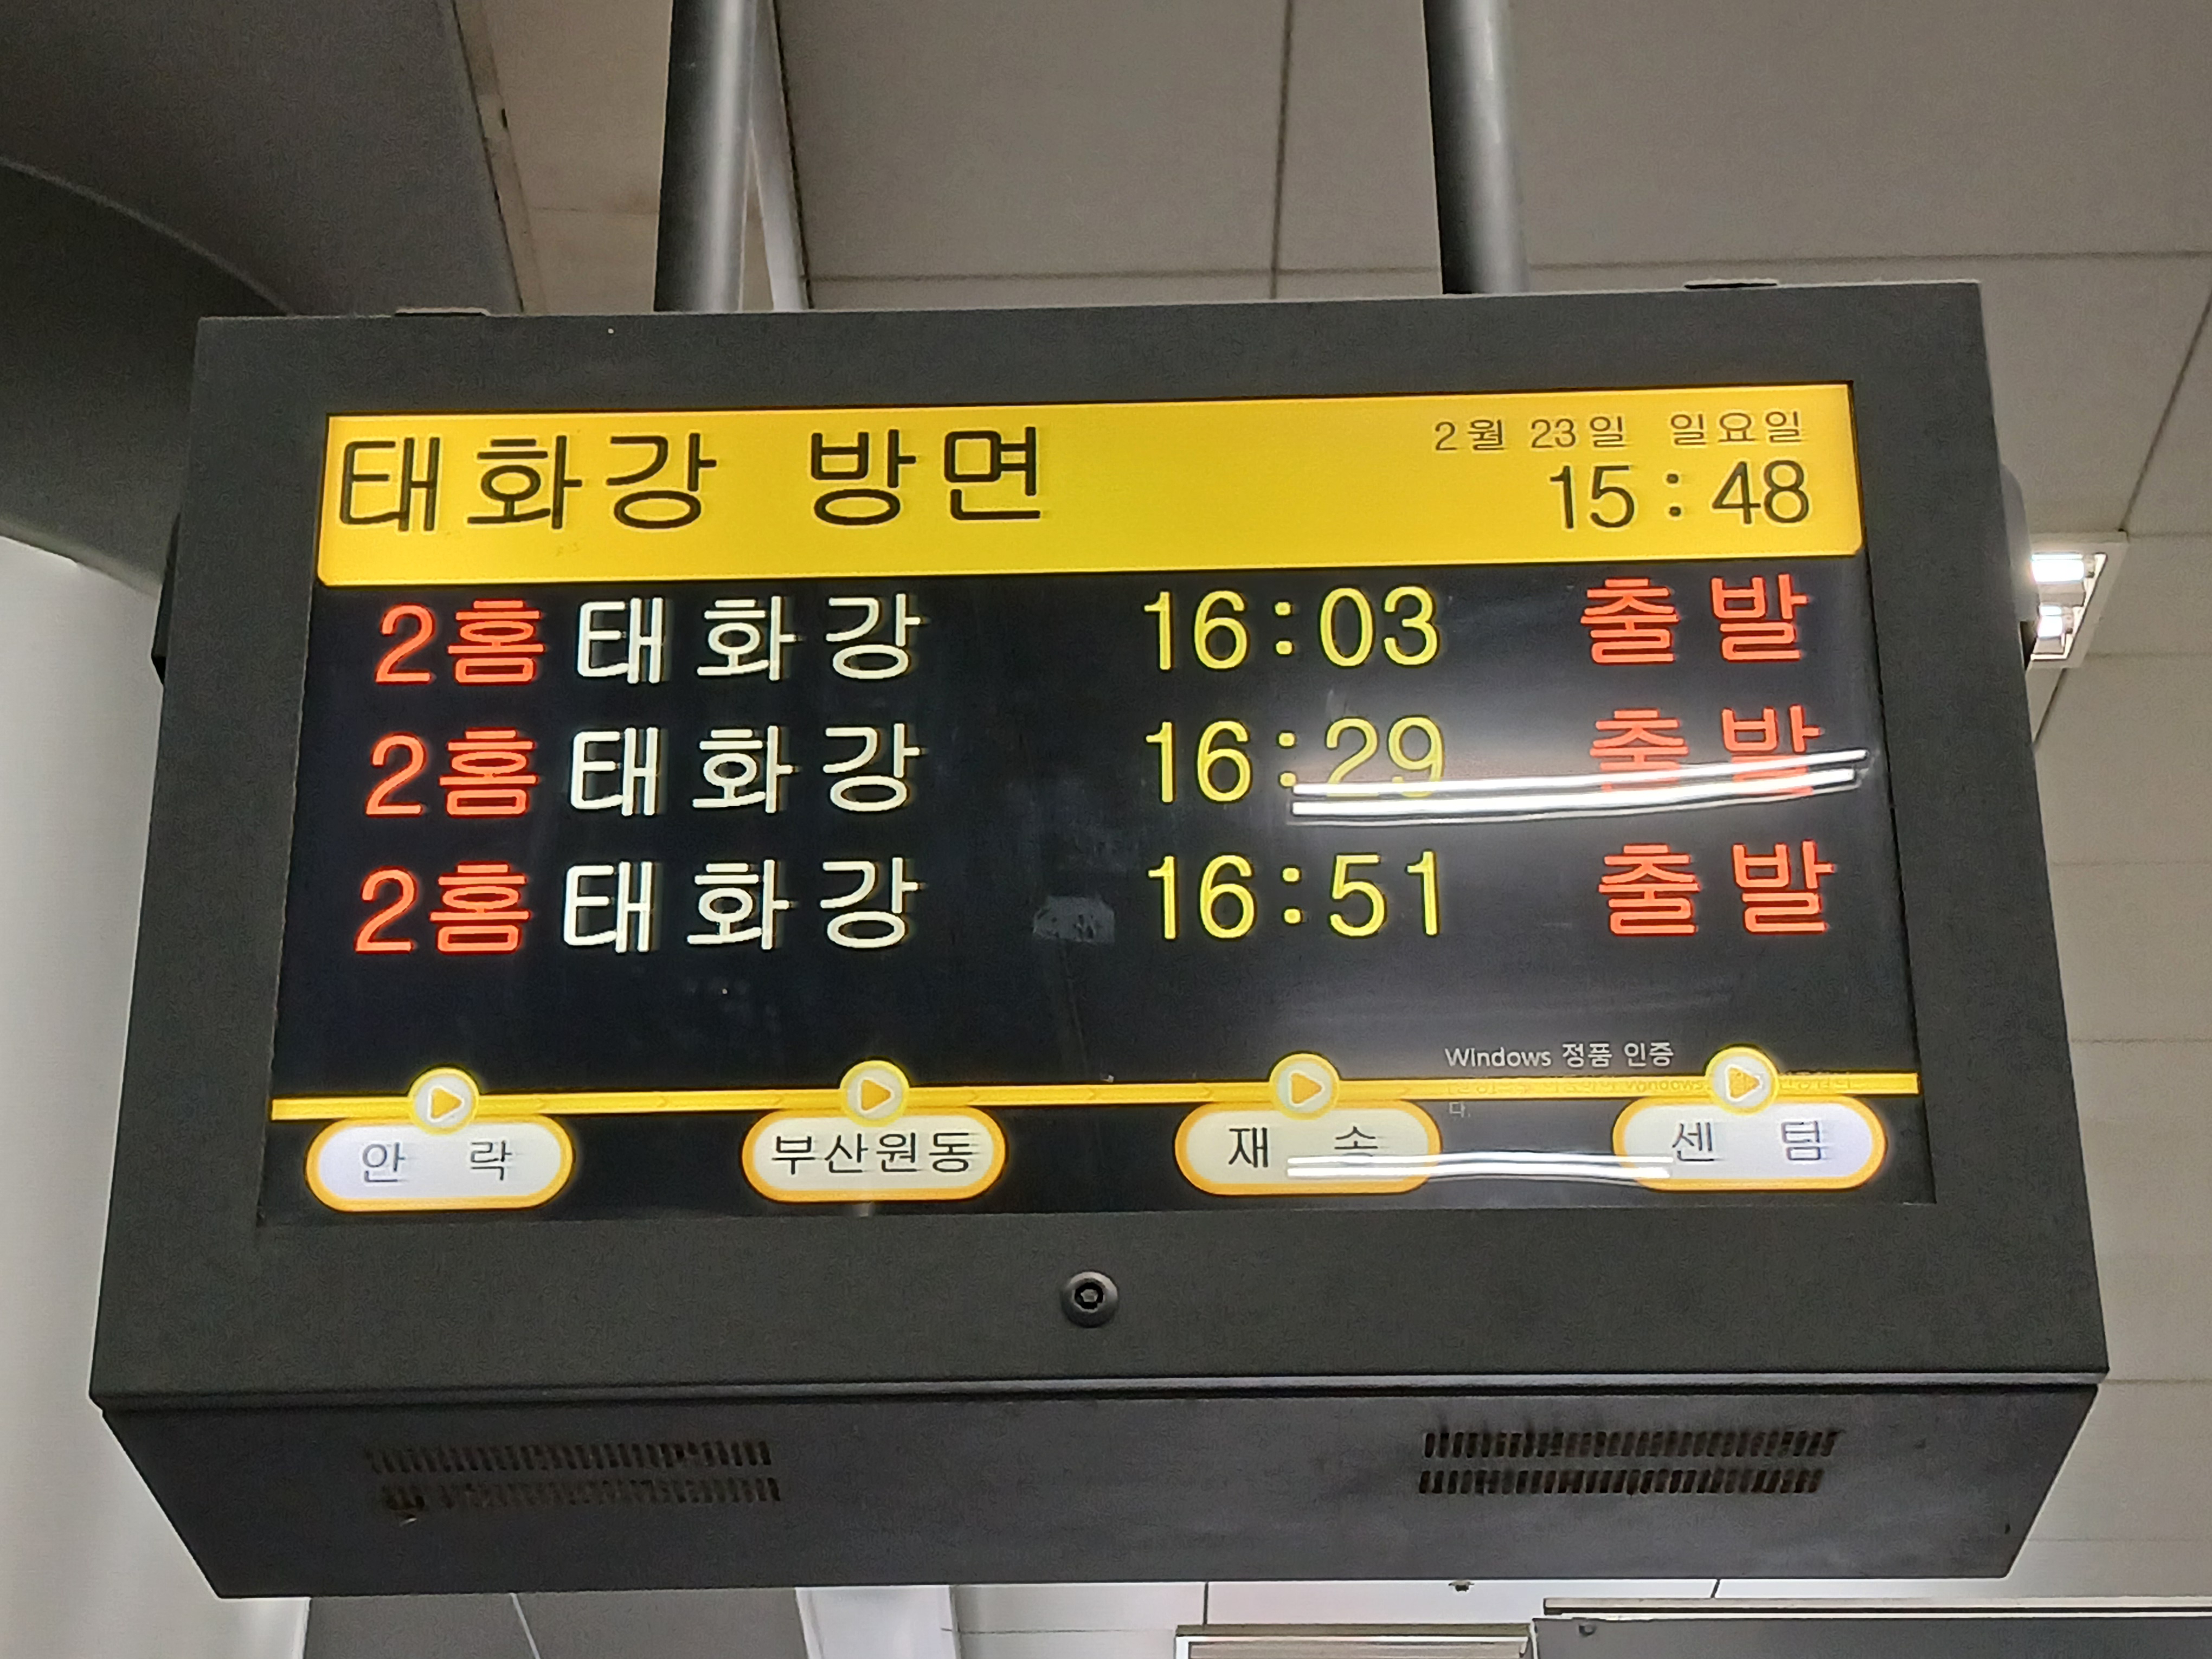 태화강 방면
2월 23일 일요일
15:48
2홈 태화강 16:03 출발
2홈 태화강 16:29 출발
2홈 태화강 16:51 출발
Windows 정품 인증
다.
안락 부산원동 재송 센텀